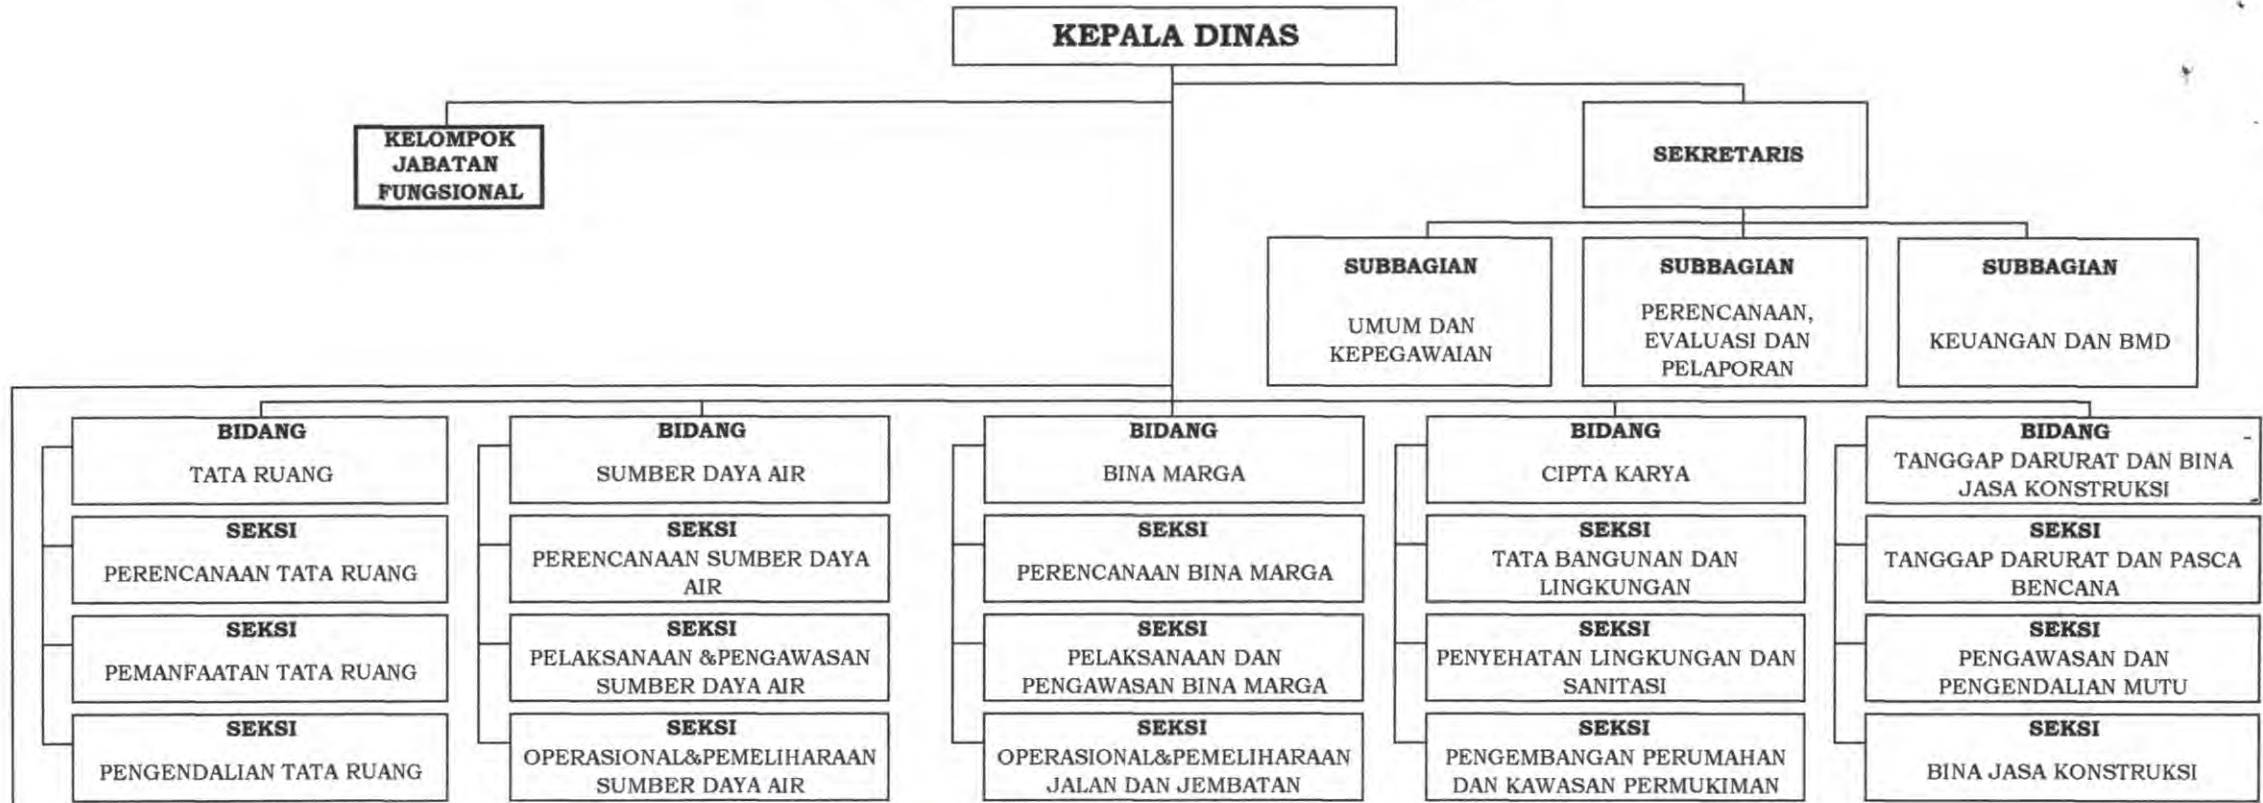 KEPALA DINAS
KELOMPOK
JABATAN
FUNGSIONAL
SEKRETARIS
SUBBAGIAN
UMUM DAN
KEPEGAWAIAN
SUBBAGIAN
PERENCANAAN,
EVALUASI DAN
PELAPORAN
SUBBAGIAN
KEUANGAN DAN BMD
BIDANG
TATA RUANG
SEKSI
PERENCANAAN TATA RUANG
SEKSI
PEMANFAATAN TATA RUANG
SEKSI
PENGENDALIAN TATA RUANG
BIDANG
SUMBER DAYA AIR
SEKSI
PERENCANAAN SUMBER DAYA
AIR
SEKSI
PELAKSANAAN &PENGAWASAN
SUMBER DAYA AIR
SEKSI
OPERASIONAL&PEMELIHARAAN
SUMBER DAYA AIR
BIDANG
BINA MARGA
SEKSI
PERENCANAAN BINA MARGA
SEKSI
PELAKSANAAN DAN
PENGAWASAN BINA MARGA
SEKSI
OPERASIONAL&PEMELIHARAAN
JALAN DAN JEMBATAN
BIDANG
CIPTA KARYA
SEKSI
TATA BANGUNAN DAN
LINGKUNGAN
SEKSI
PENYEHATAN LINGKUNGAN DAN
SANITASI
SEKSI
PENGEMBANGAN PERUMAHAN
DAN KAWASAN PERMUKIMAN
BIDANG
TANGGAP DARURAT DAN BINA
JASA KONSTRUKSI
SEKSI
TANGGAP DARURAT DAN PASCA
BENCANA
SEKSI
PENGAWASAN DAN
PENGENDALIAN MUTU
SEKSI
BINA JASA KONSTRUKSI